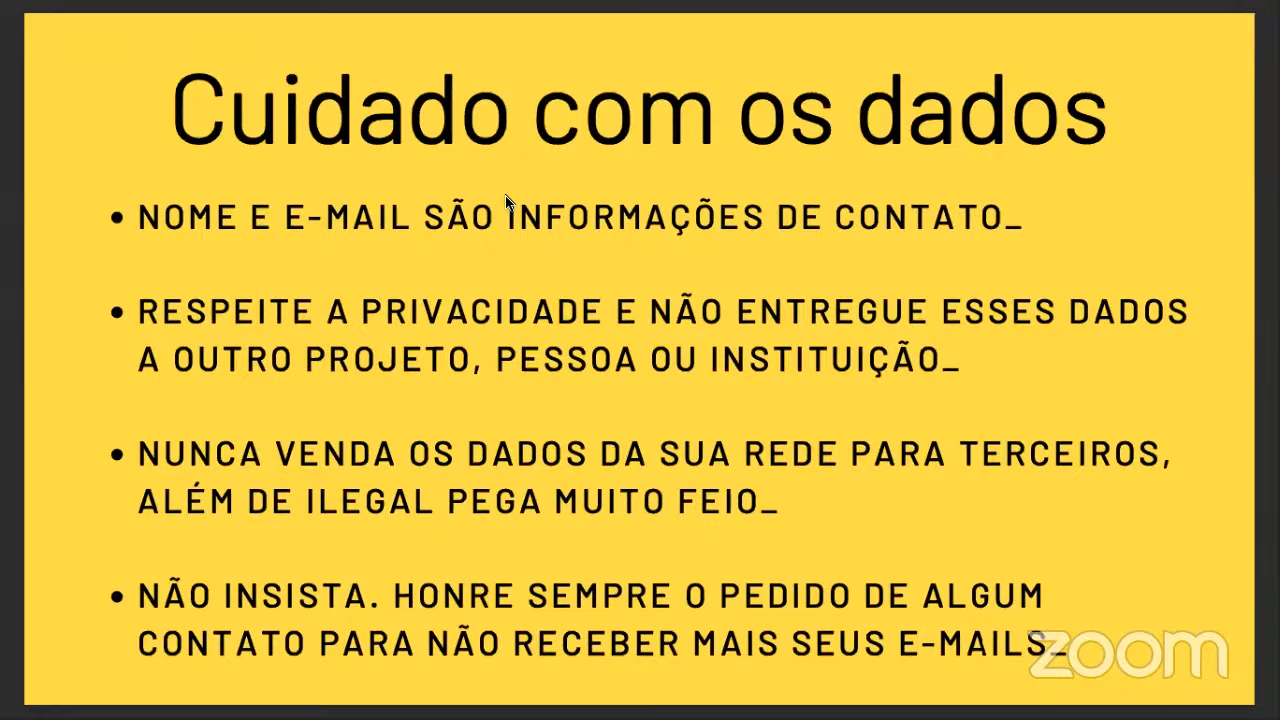 Cuidado com os dados
• NOME E E-MAIL SÃO INFORMAÇÕES DE CONTATO_
• RESPEITE A PRIVACIDADE E NÃO ENTREGUE ESSES DADOS
A OUTRO PROJETO, PESSOA OU INSTITUIÇÃO_
• NUNCA VENDA OS DADOS DA SUA REDE PARA TERCEIROS,
ALÉM DE ILEGAL PEGA MUITO FEIO_
• NÃO INSISTA. HONRE SEMPRE O PEDIDO DE ALGUM
CONTATO PARA NÃO RECEBER MAIS SEUS E-MAILS_
zoom